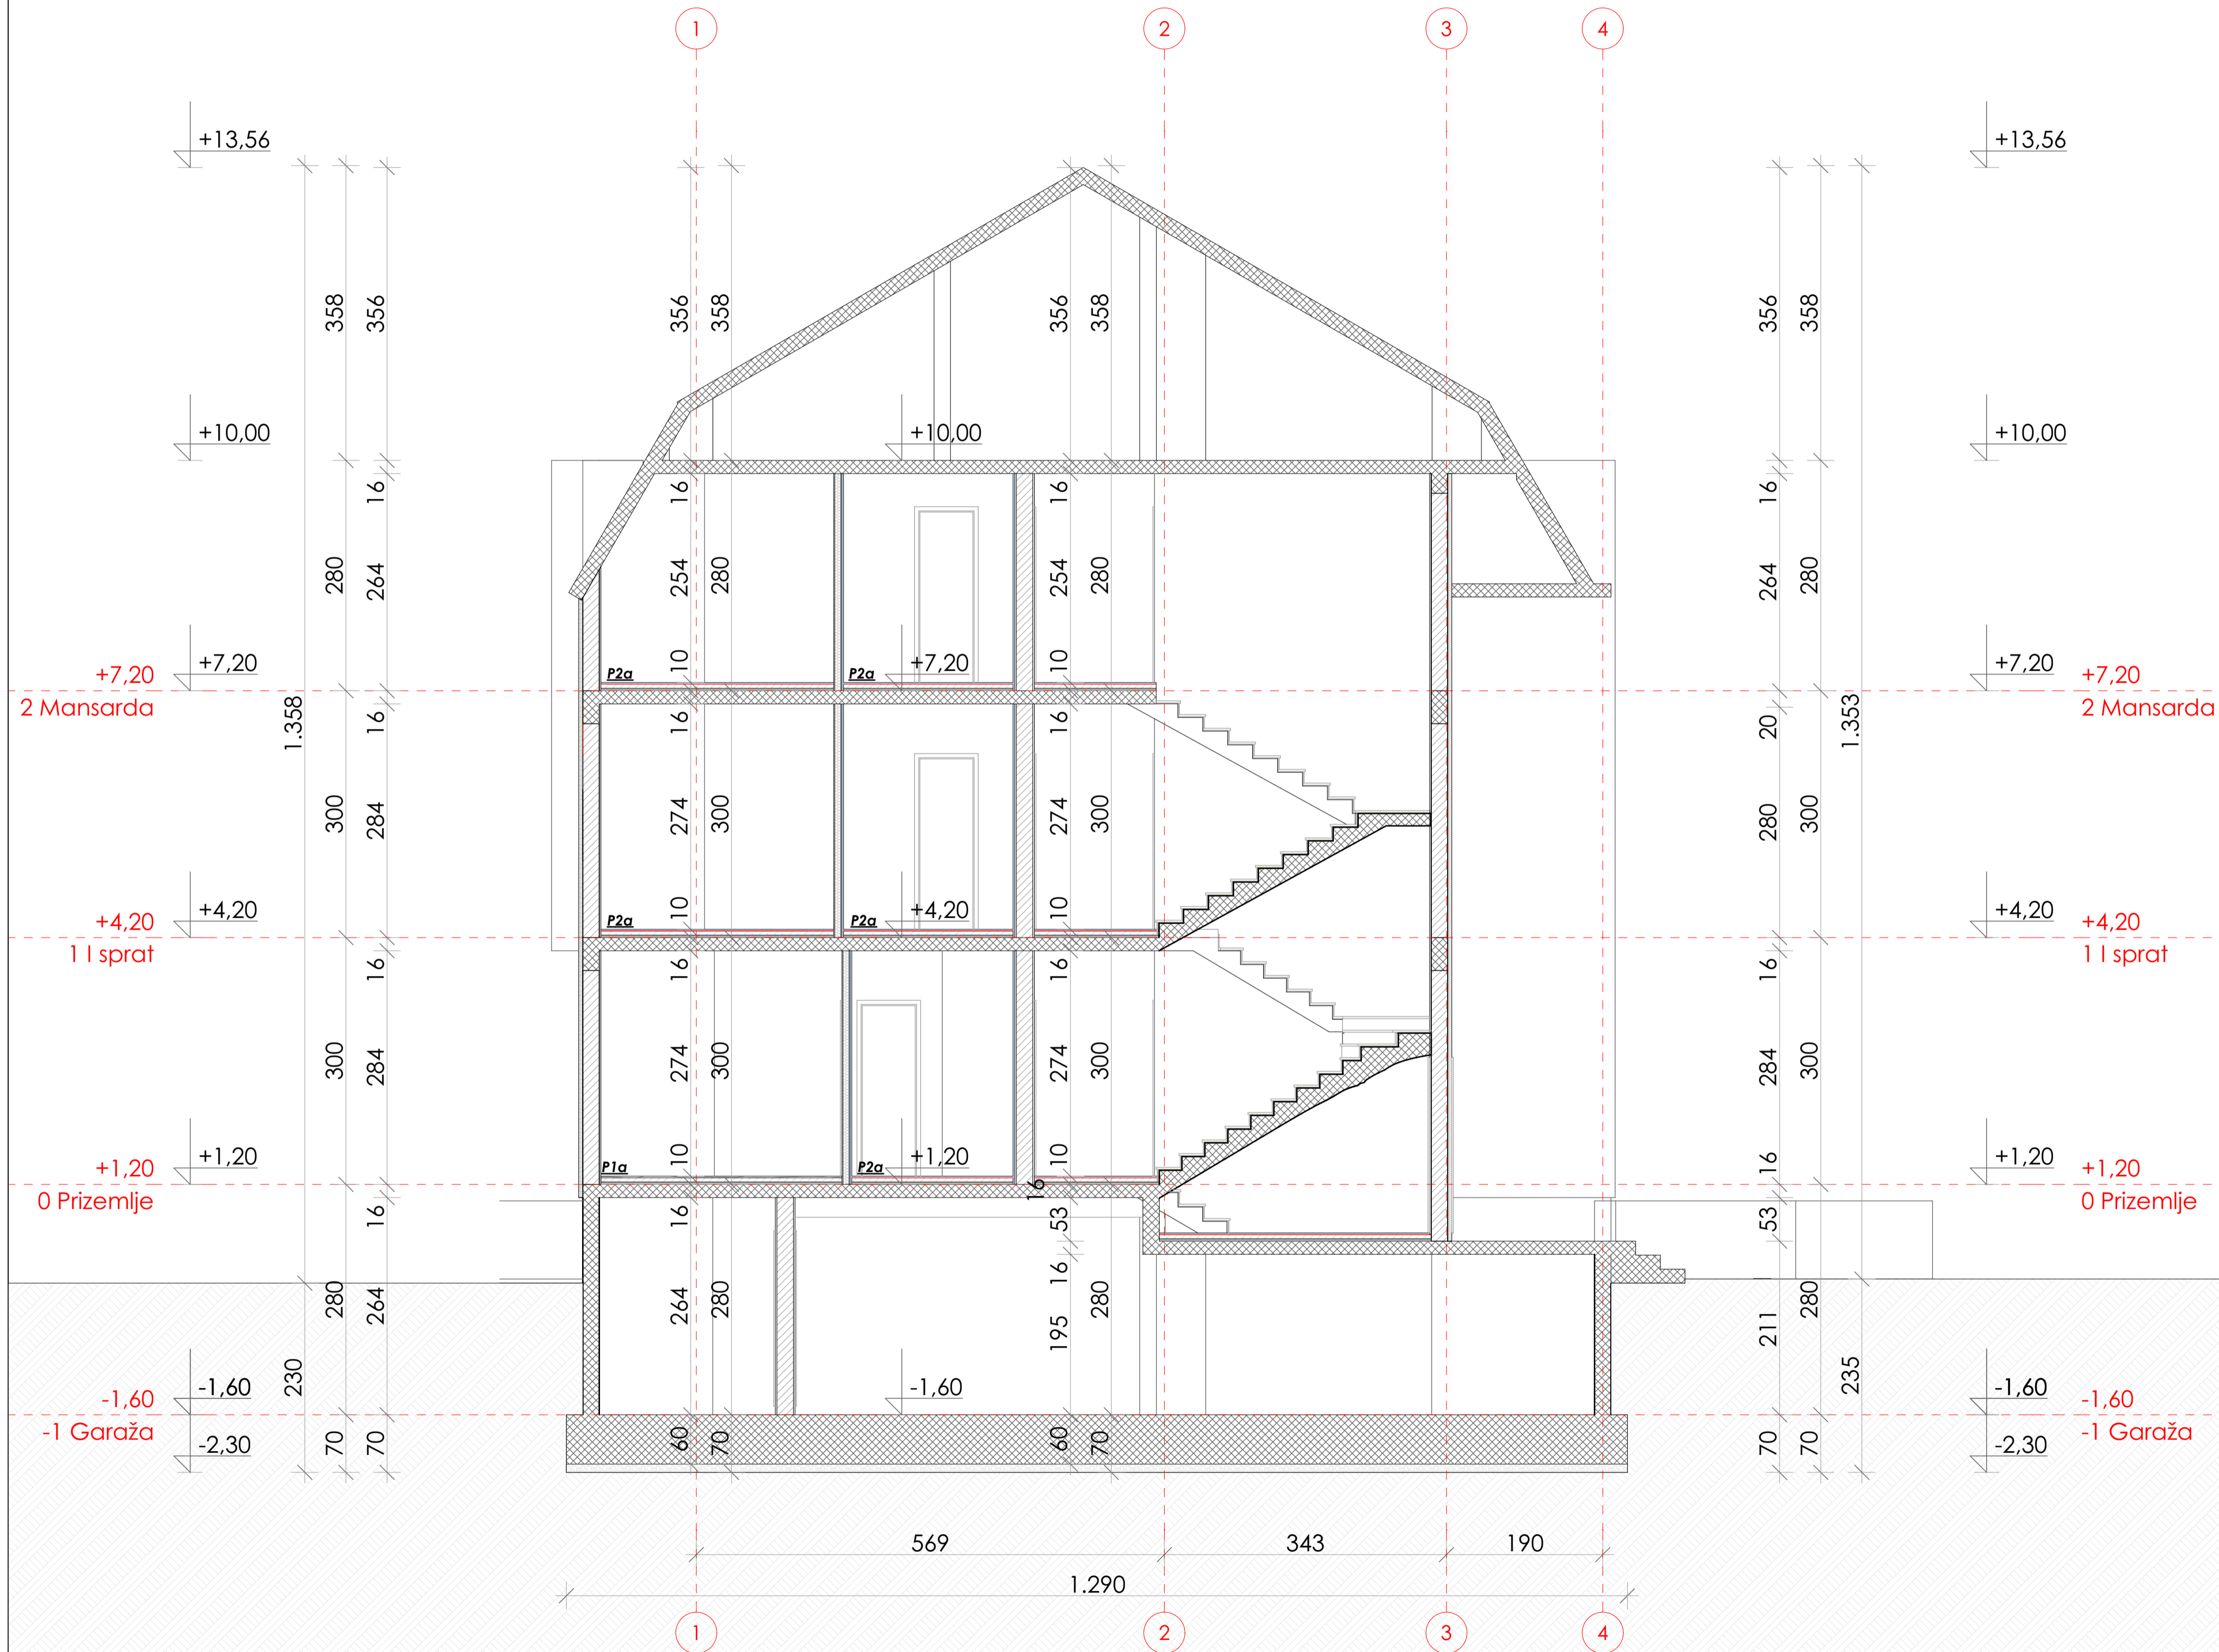 1 2 3 4
+13,56 +13,56
358 356 356 358 356 358 356 358
+10,00 +10,00 +10,00
16 16 16 16
280 264 254 280 254 280 264 280
+7,20 +7,20 P2a 10 P2a +7,20 10 +7,20 +7,20
2 Mansarda 2 Mansarda
1.358 16 16 16 20 1.353
300 284 274 300 274 300 280 300
+4,20 +4,20 P2a 10 P2a +4,20 10 +4,20 +4,20
1 I sprat 1 I sprat
16 16 16 16
300 284 274 300 274 300 284 300
+1,20 +1,20 P1a 10 P2a +1,20 10 16 +1,20 +1,20
0 Prizemlje 0 Prizemlje
16 16 16 53 53
280 264 264 280 16 280 211 280
195
230 235
-1,60 -1,60 -1,60 -1,60 -1,60
-1 Garaža -1 Garaža
-2,30 70 70 60 70 60 70 70 70 -2,30
569 343 190
1.290
1 2 3 4